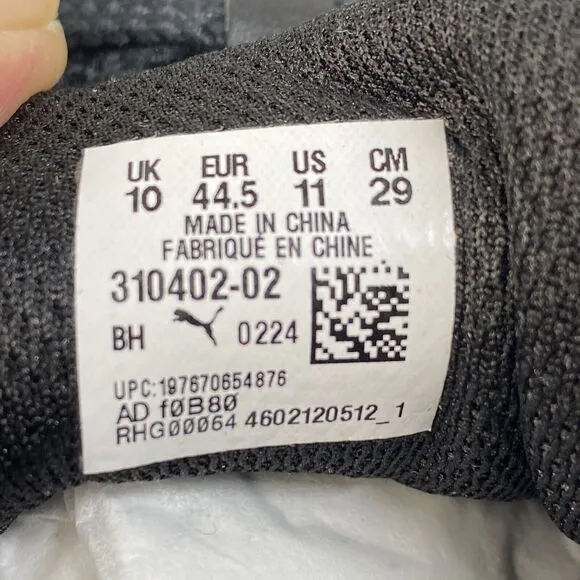 UK EUR US CM
10 44.5 11 29
MADE IN CHINA
FABRIQUÉ EN CHINE
310402-02
BH 0224
UPC:197670654876
AD f0B80
RHG00064 4602120512_1